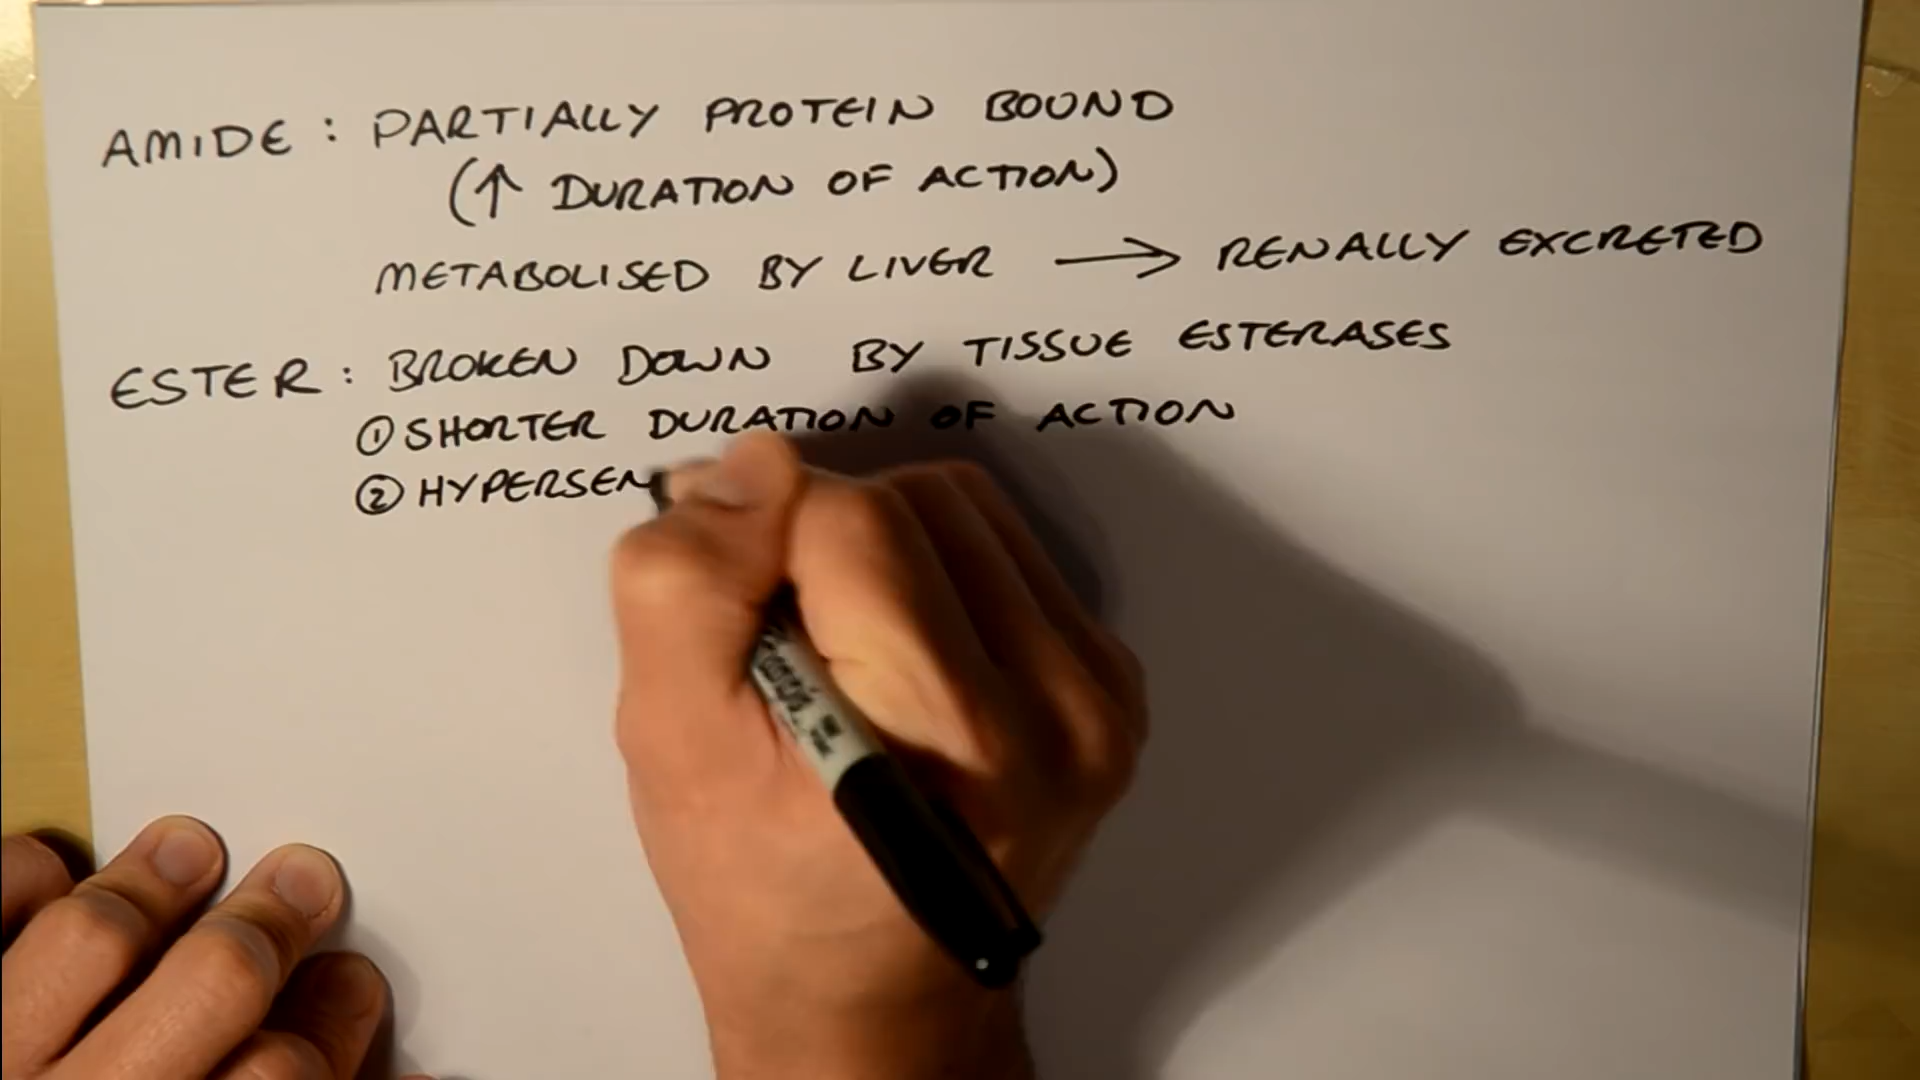 AMIDE : PARTIALLY PROTEIN BOUND
(↑ DURATION OF ACTION)
METABOLISED BY LIVER → RENALLY EXCRETED
ESTER : BROKEN DOWN BY TISSUE ESTERASES
① SHORTER DURATION OF ACTION
② HYPERSEN